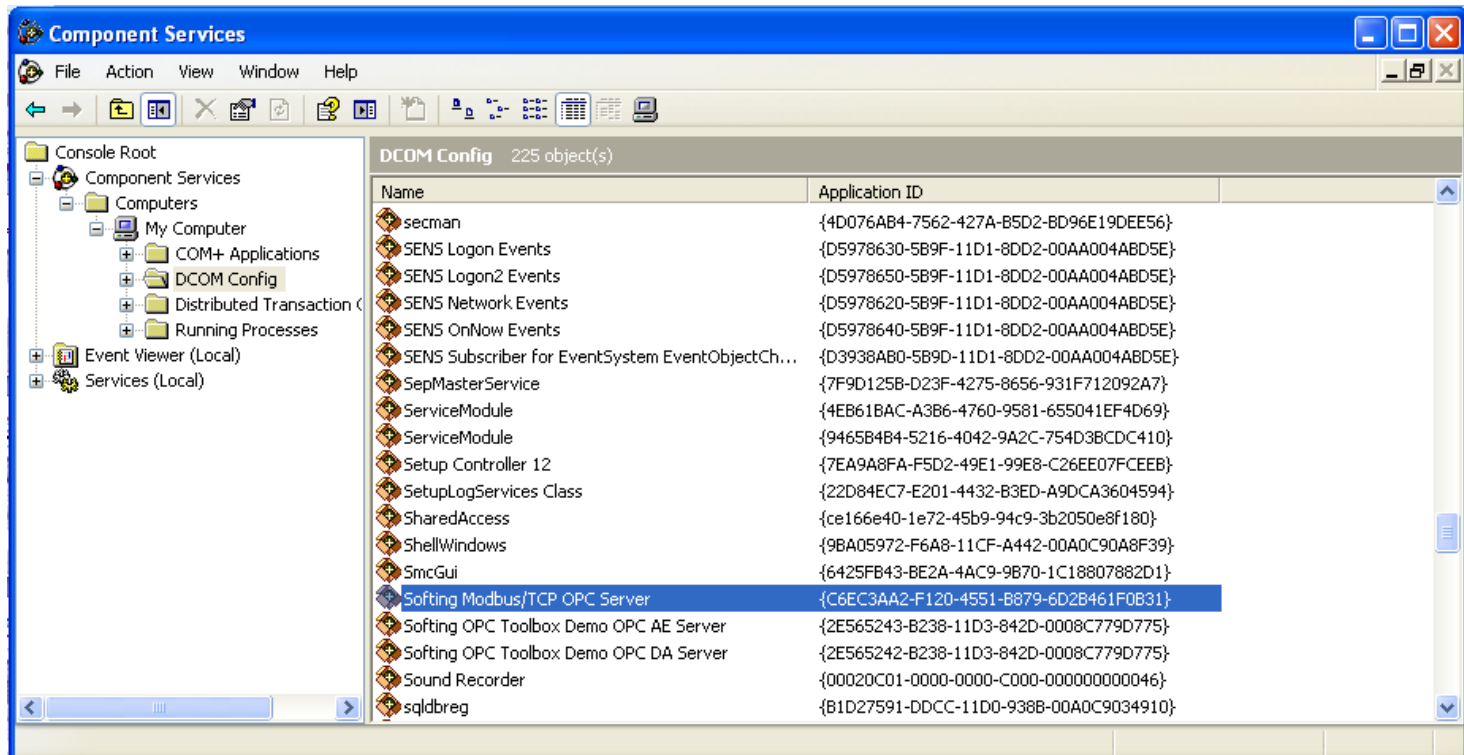 Component Services
File Action View Window Help
Console Root
Component Services
Computers
My Computer
COM+ Applications
DCOM Config
Distributed Transaction
Running Processes
Event Viewer (Local)
Services (Local)
DCOM Config 225 object(s)
Name Application ID
secman {4D076AB4-7562-427A-B5D2-BD96E19DEE56}
SENS Logon Events {D5978630-5B9F-11D1-8DD2-00AA004ABD5E}
SENS Logon2 Events {D5978650-5B9F-11D1-8DD2-00AA004ABD5E}
SENS Network Events {D5978620-5B9F-11D1-8DD2-00AA004ABD5E}
SENS OnNow Events {D5978640-5B9F-11D1-8DD2-00AA004ABD5E}
SENS Subscriber for EventSystem EventObjectCh... {D3938AB0-5B9D-11D1-8DD2-00AA004ABD5E}
SepMasterService {7F9D125B-D23F-4275-8656-931F712092A7}
ServiceModule {4EB61BAC-A3B6-4760-9581-655041EF4D69}
ServiceModule {9465B4B4-5216-4042-9A2C-754D3BCDC410}
Setup Controller 12 {7EA9A8FA-F5D2-49E1-99E8-C26EE07FCEEB}
SetupLogServices Class {22D84EC7-E201-4432-B3ED-A9DCA3604594}
SharedAccess {ce166e40-1e72-45b9-94c9-3b2050e8f180}
ShellWindows {9BA05972-F6A8-11CF-A442-00A0C90A8F39}
SmcGui {6425FB43-BE2A-4AC9-9B70-1C18807882D1}
Softing Modbus/TCP OPC Server {C6EC3AA2-F120-4551-B879-6D2B461F0B31}
Softing OPC Toolbox Demo OPC AE Server {2E565243-B238-11D3-842D-0008C779D775}
Softing OPC Toolbox Demo OPC DA Server {2E565242-B238-11D3-842D-0008C779D775}
Sound Recorder {00020C01-0000-0000-C000-000000000046}
sqldbreg {B1D27591-DDCC-11D0-938B-00A0C9034910}